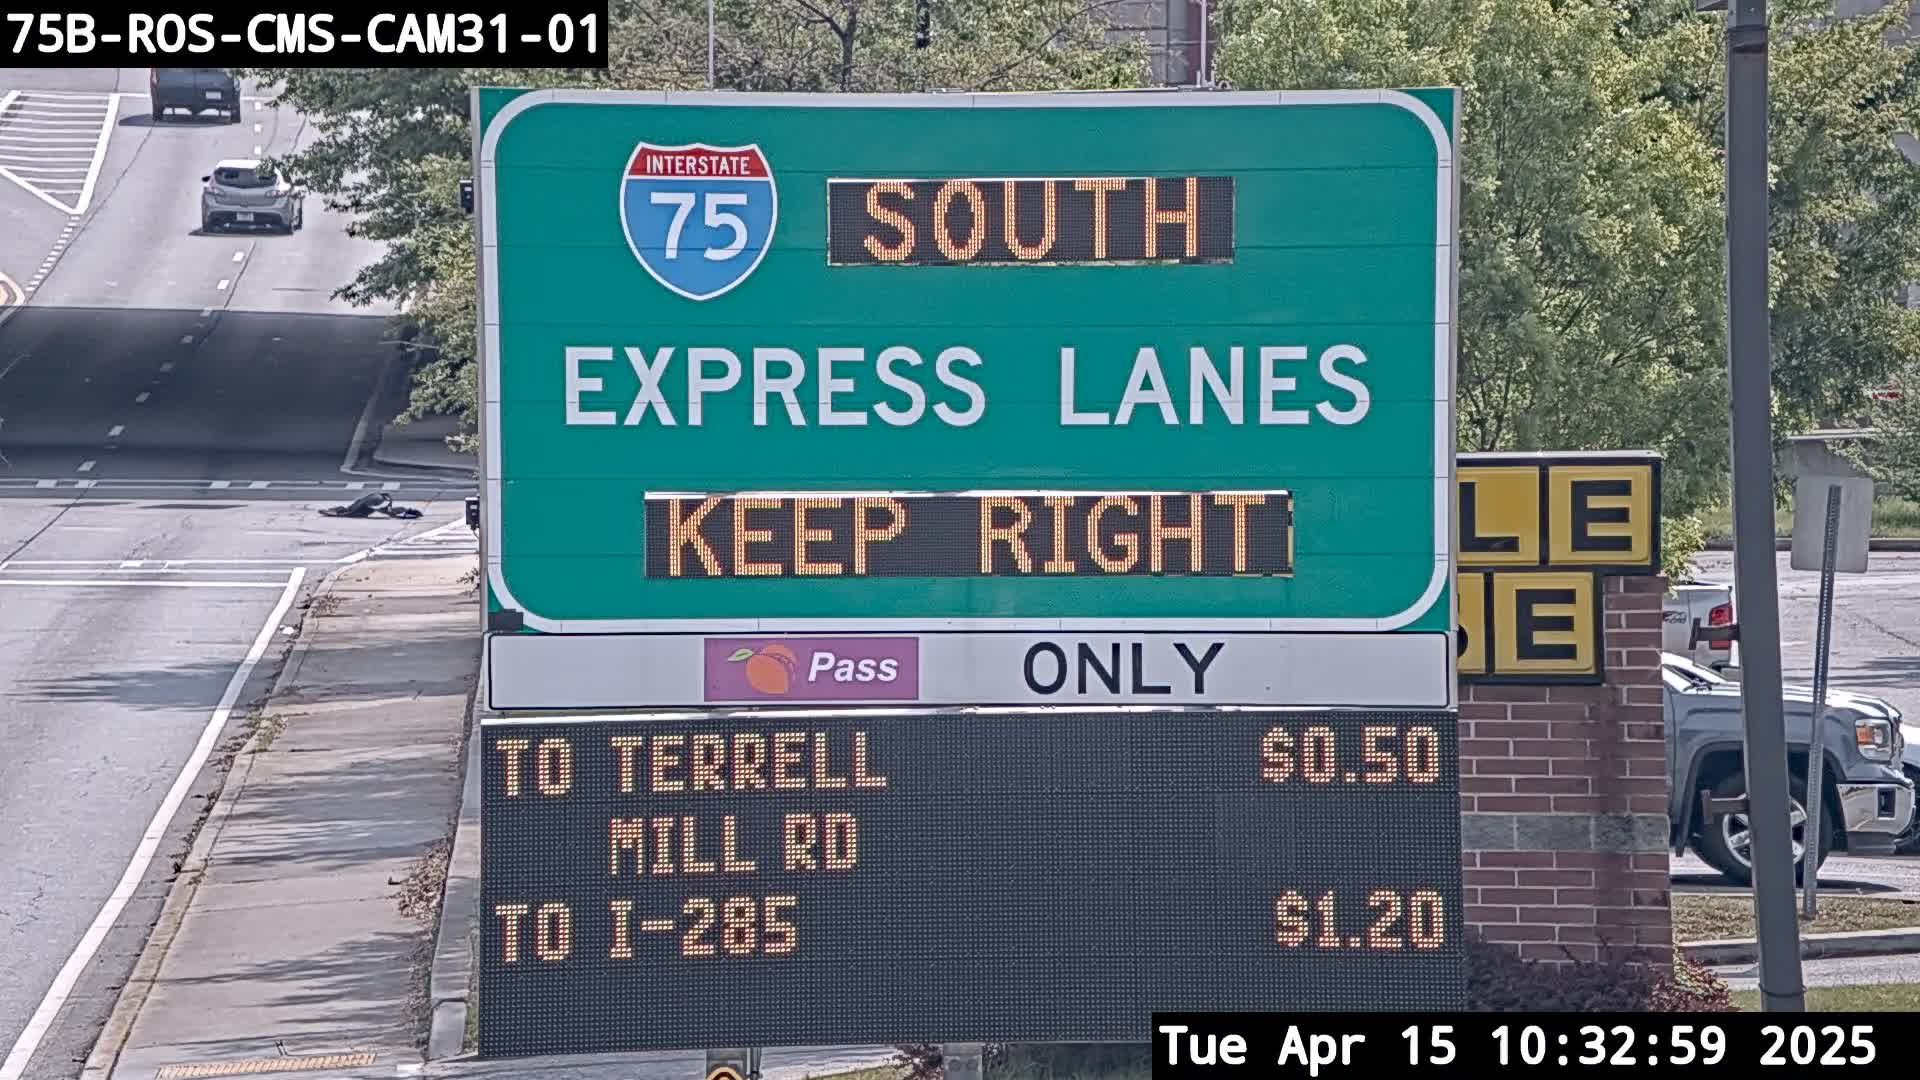 75B-ROS-CMS-CAM31-01
INTERSTATE
75
SOUTH
EXPRESS LANES
KEEP RIGHT
Pass ONLY
TO TERRELL $0.50
MILL RD
TO I-285 $1.20
LE
E
Tue Apr 15 10:32:59 2025